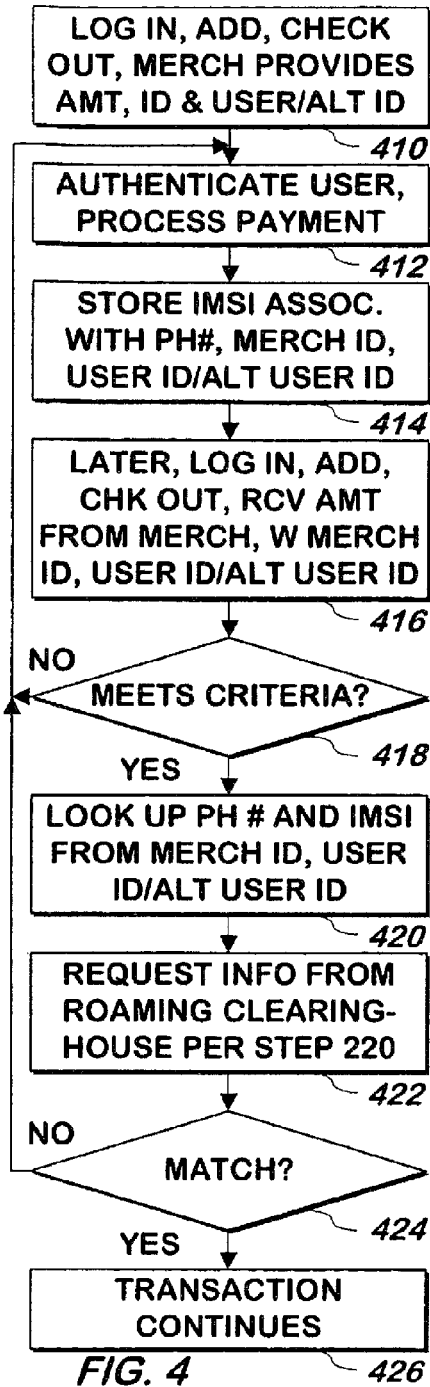 LOG IN, ADD, CHECK
OUT, MERCH PROVIDES
AMT, ID & USER/ALT ID
410
AUTHENTICATE USER,
PROCESS PAYMENT
412
STORE IMSI ASSOC.
WITH PH#, MERCH ID,
USER ID/ALT USER ID
414
LATER, LOG IN, ADD,
CHK OUT, RCV AMT
FROM MERCH, W MERCH
ID, USER ID/ALT USER ID
416
NO
MEETS CRITERIA?
418
YES
LOOK UP PH # AND IMSI
FROM MERCH ID, USER
ID/ALT USER ID
420
REQUEST INFO FROM
ROAMING CLEARING-
HOUSE PER STEP 220
422
NO
MATCH?
424
YES
TRANSACTION
CONTINUES
426
FIG. 4